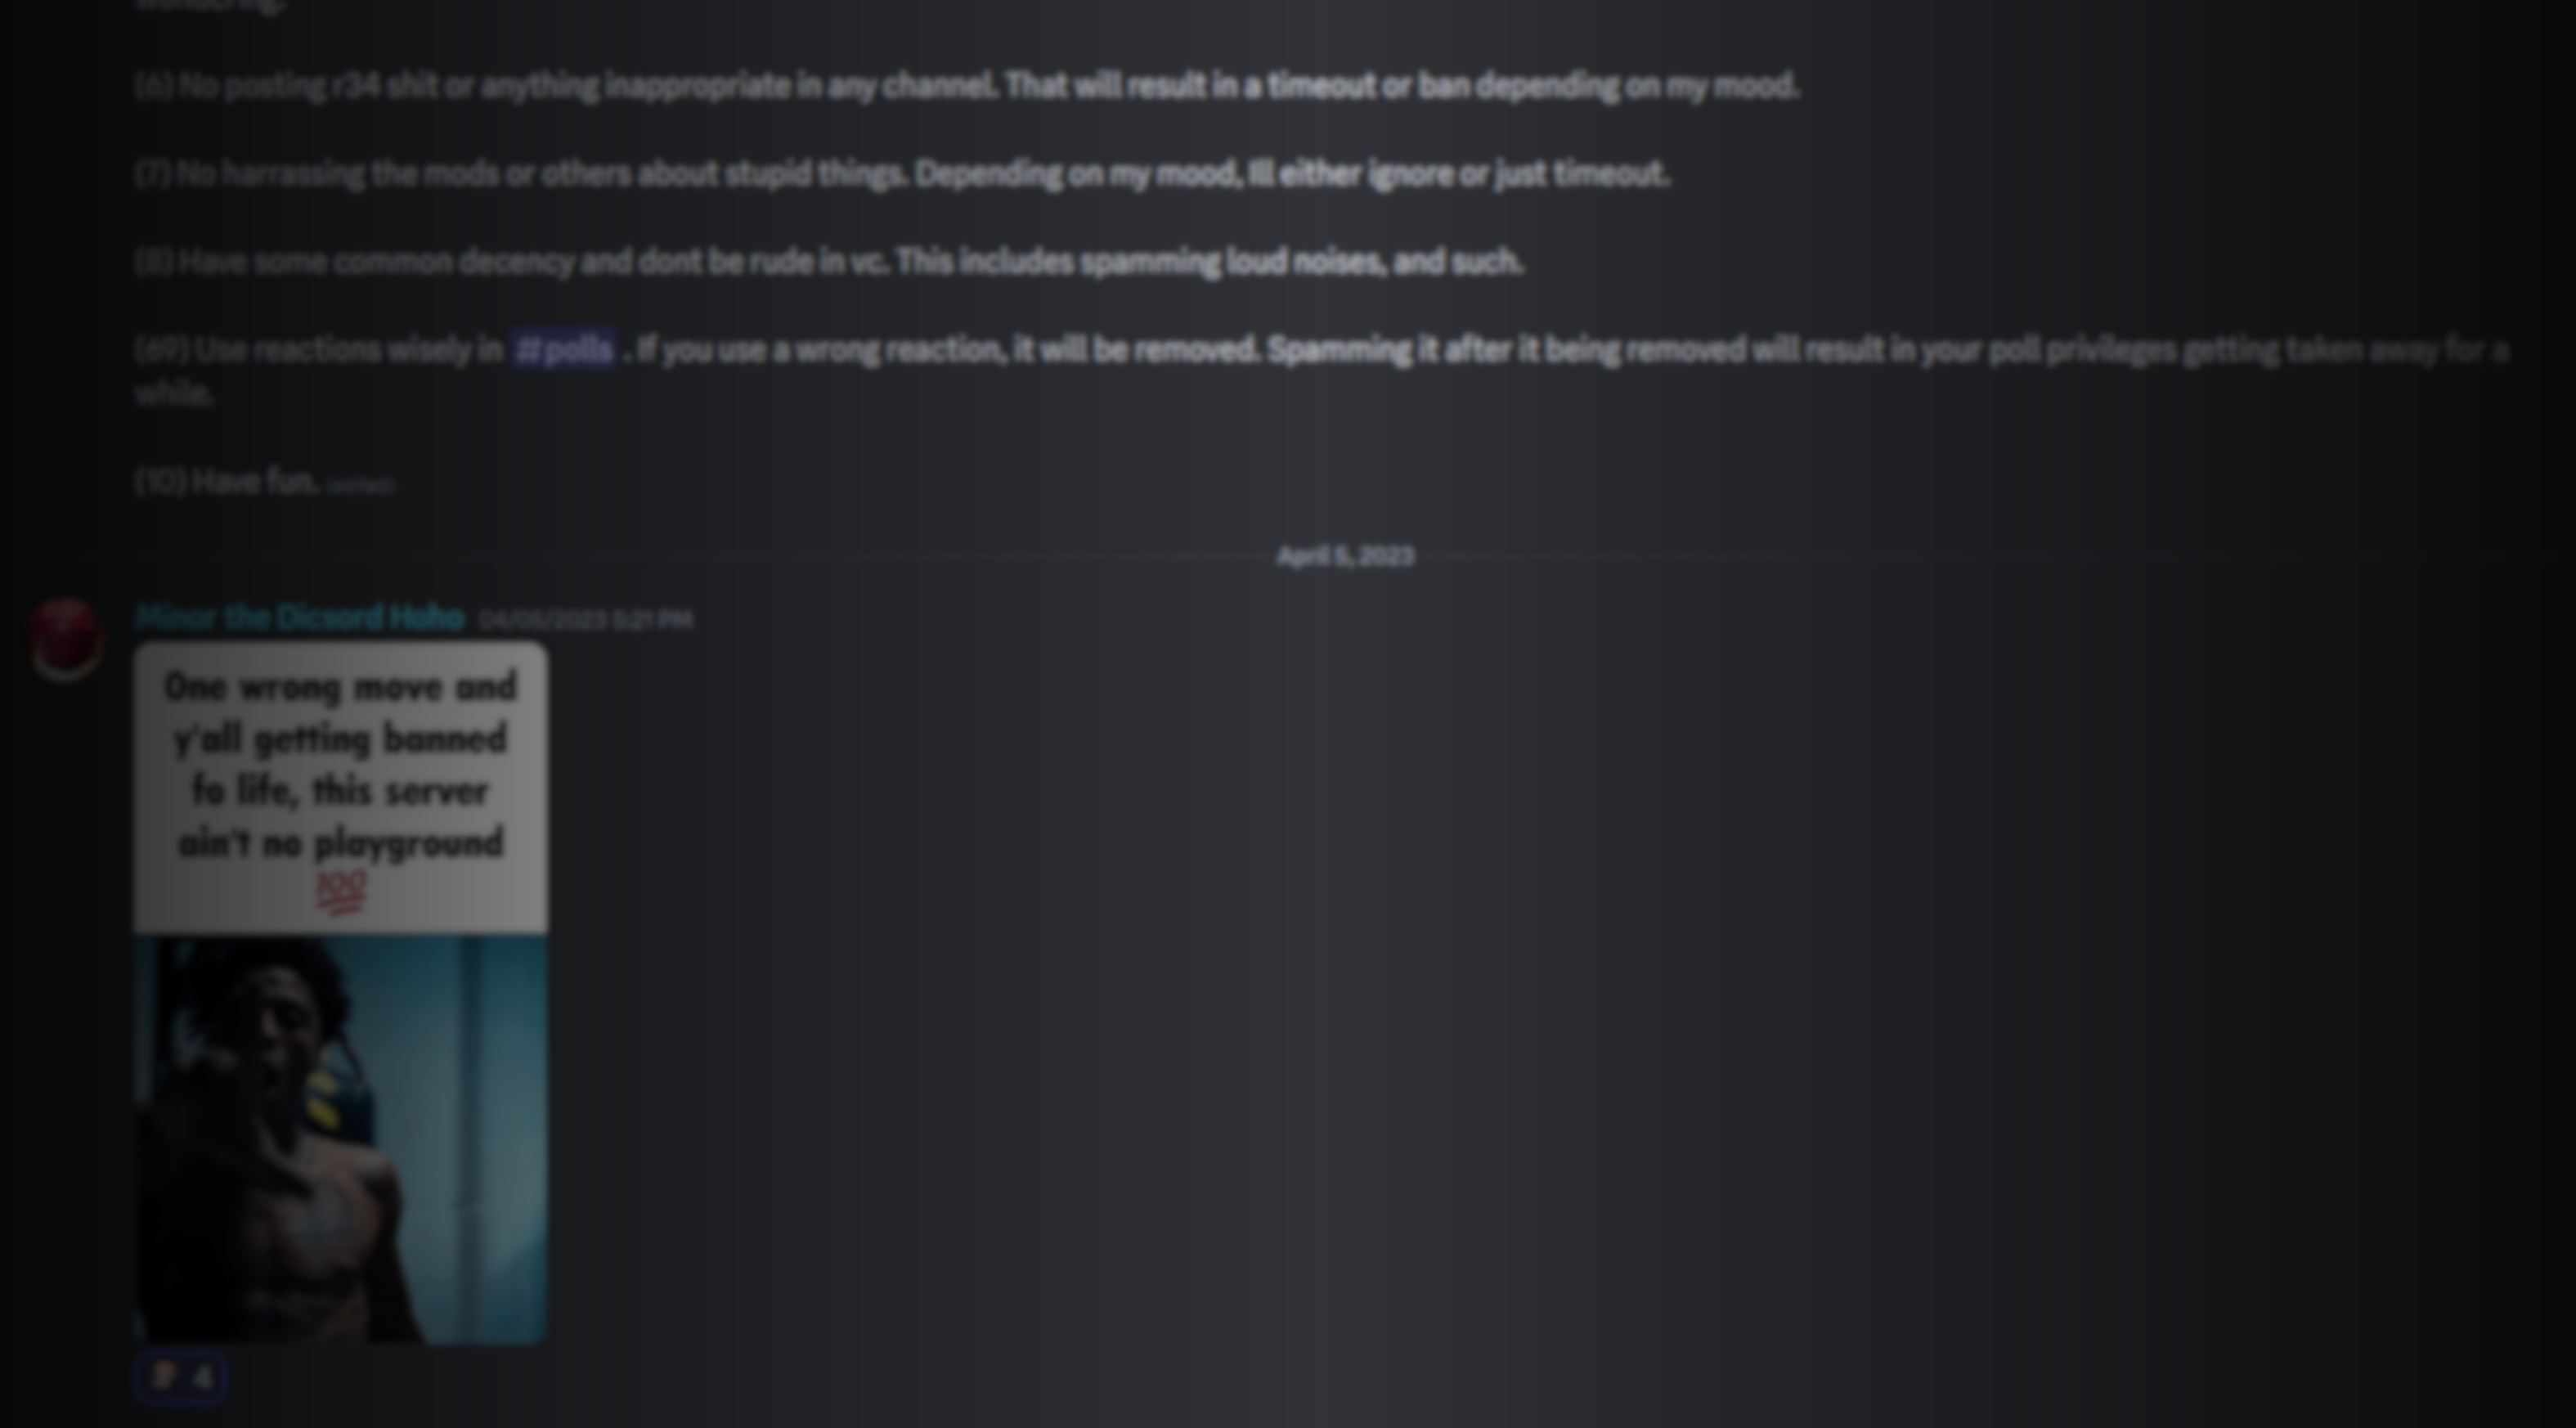 wondering.
(6) No posting r34 shit or anything inappropriate in any channel. That will result in a timeout or ban depending on my mood.
(7) No harrassing the mods or others about stupid things. Depending on my mood, Ill either ignore or just timeout.
(8) Have some common decency and dont be rude in vc. This includes spamming loud noises, and such.
(69) Use reactions wisely in #polls . If you use a wrong reaction, it will be removed. Spamming it after it being removed will result in your poll privileges getting taken away for a
while.
(10) Have fun. (edited)
April 5, 2023
Minor the Dicsord Hoho 04/05/2023 5:21 PM
One wrong move and
y'all getting banned
fo life, this server
ain't no playground
💯
4